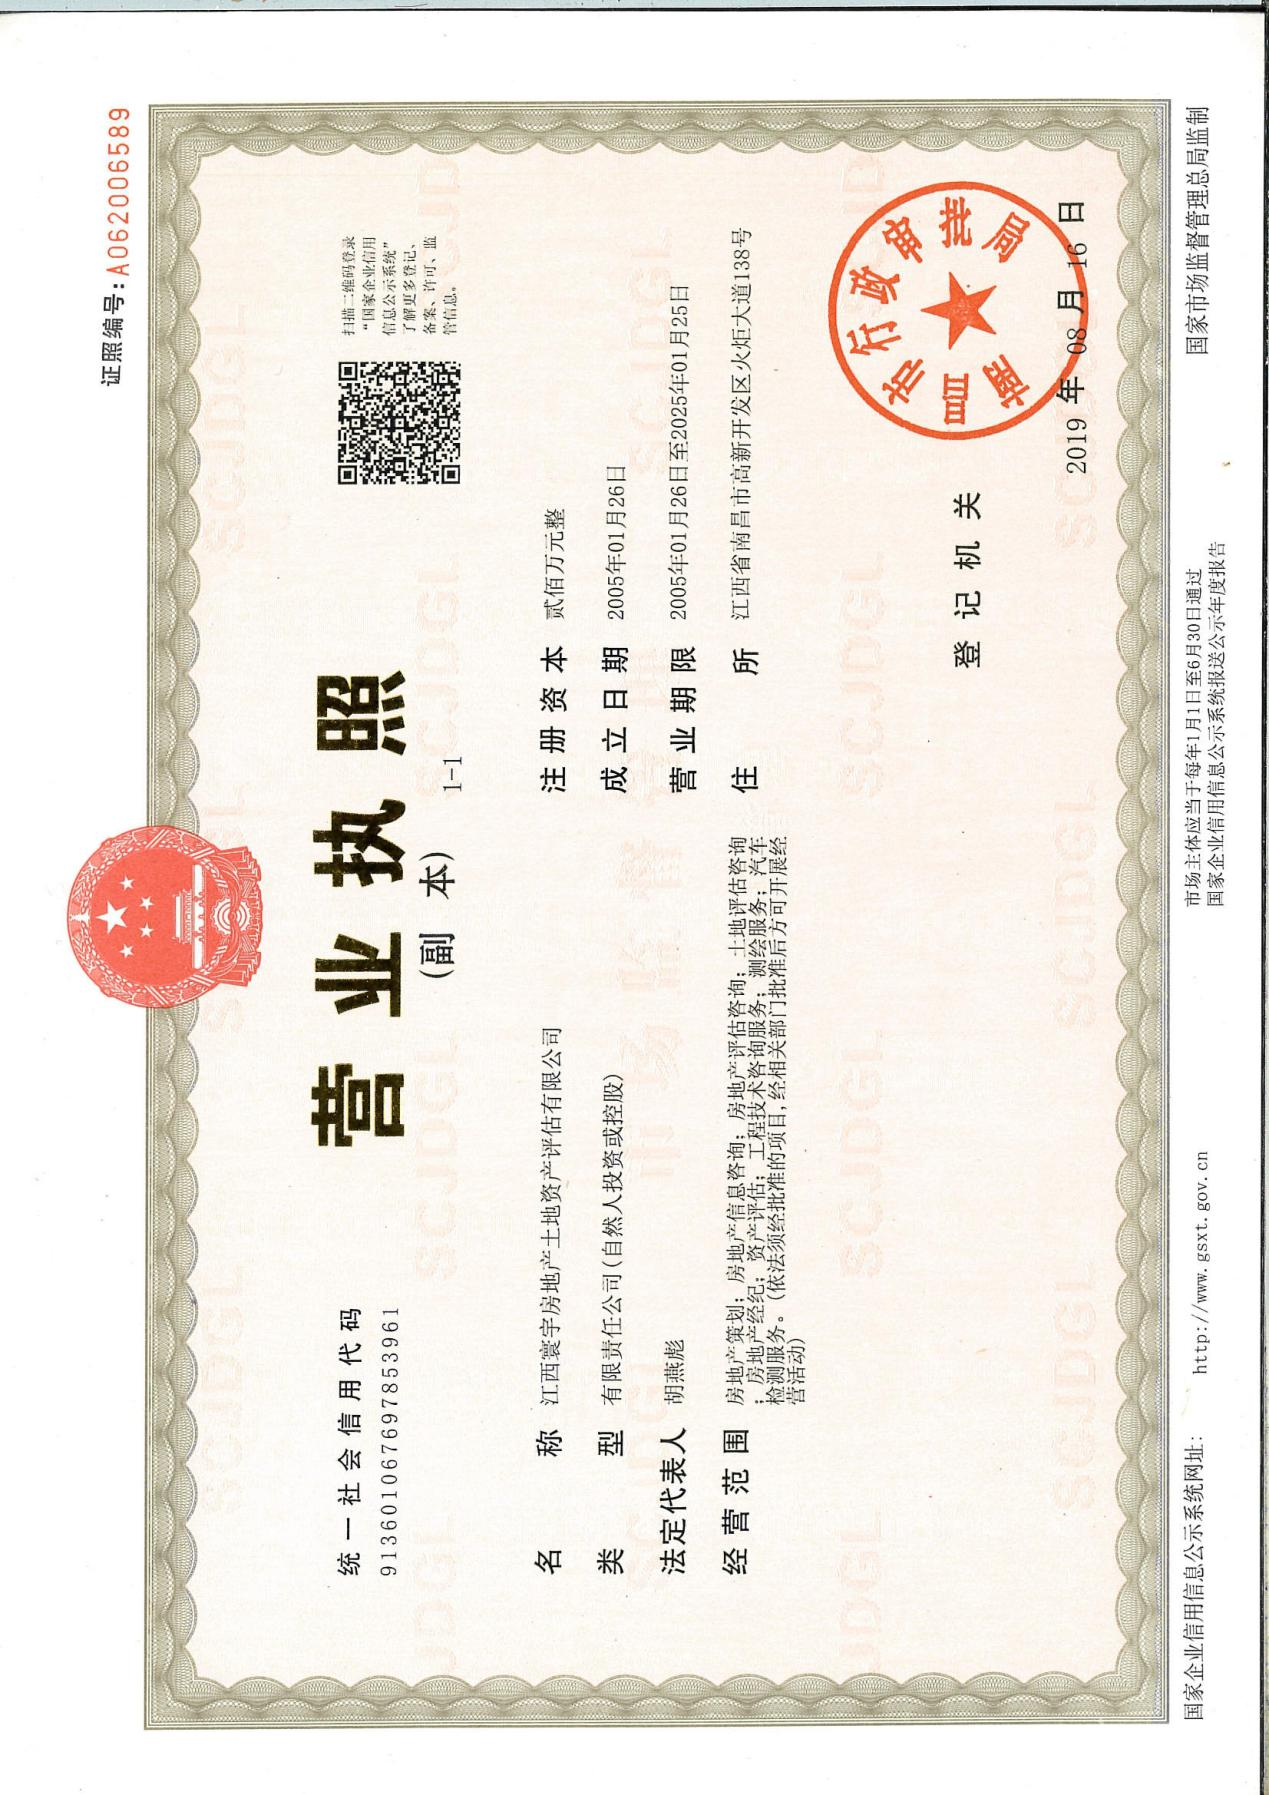 证照编号:A062006589
营业执照
(副 本) 1-1
统一社会信用代码
913601067697853961
扫描二维码登录
“国家企业信用
信息公示系统”
了解更多登记、
备案、许可、监
管信息。
名 称 江西寰宇房地产土地资产评估有限公司
类 型 有限责任公司(自然人投资或控股)
法定代表人 胡燕彪
经营范围 房地产策划；房地产信息咨询；房地产评估咨询；土地评估咨询
；房地产经纪；资产评估；工程技术咨询服务；测绘服务；汽车
检测服务。(依法须经批准的项目,经相关部门批准后方可开展经
营活动)
注册资本 贰佰万元整
成立日期 2005年01月26日
营业期限 2005年01月26日至2025年01月25日
住 所 江西省南昌市高新开发区火炬大道138号
登记机关
行政审批局
2019 年 08 月 16 日
国家企业信用信息公示系统网址: http://www.gsxt.gov.cn
市场主体应当于每年1月1日至6月30日通过
国家企业信用信息公示系统报送公示年度报告
国家市场监督管理总局监制